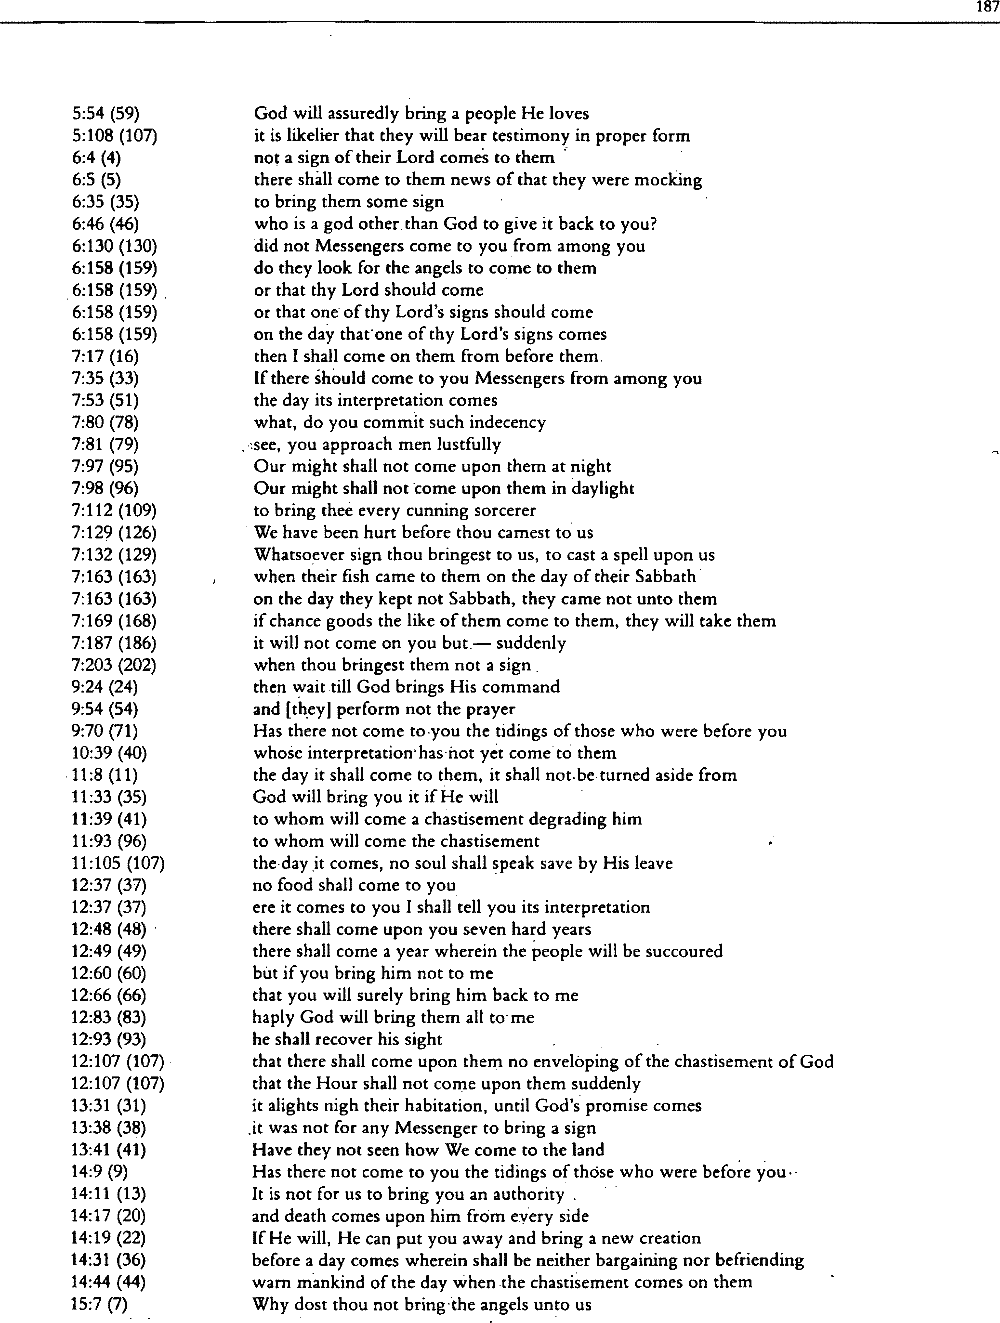 187
5:54 (59) God will assuredly bring a people He loves
5:108 (107) it is likelier that they will bear testimony in proper form
6:4 (4) not a sign of their Lord comes to them
6:5 (5) there shall come to them news of that they were mocking
6:35 (35) to bring them some sign
6:46 (46) who is a god other than God to give it back to you?
6:130 (130) did not Messengers come to you from among you
6:158 (159) do they look for the angels to come to them
6:158 (159) or that thy Lord should come
6:158 (159) or that one of thy Lord's signs should come
6:158 (159) on the day that one of thy Lord's signs comes
7:17 (16) then I shall come on them from before them
7:35 (33) If there should come to you Messengers from among you
7:53 (51) the day its interpretation comes
7:80 (78) what, do you commit such indecency
7:81 (79) see, you approach men lustfully
7:97 (95) Our might shall not come upon them at night
7:98 (96) Our might shall not come upon them in daylight
7:112 (109) to bring thee every cunning sorcerer
7:129 (126) We have been hurt before thou camest to us
7:132 (129) Whatsoever sign thou bringest to us, to cast a spell upon us
7:163 (163) when their fish came to them on the day of their Sabbath
7:163 (163) on the day they kept not Sabbath, they came not unto them
7:169 (168) if chance goods the like of them come to them, they will take them
7:187 (186) it will not come on you but — suddenly
7:203 (202) when thou bringest them not a sign
9:24 (24) then wait till God brings His command
9:54 (54) and [they] perform not the prayer
9:70 (71) Has there not come to you the tidings of those who were before you
10:39 (40) whose interpretation has not yet come to them
11:8 (11) the day it shall come to them, it shall not be turned aside from
11:33 (35) God will bring you it if He will
11:39 (41) to whom will come a chastisement degrading him
11:93 (96) to whom will come the chastisement
11:105 (107) the day it comes, no soul shall speak save by His leave
12:37 (37) no food shall come to you
12:37 (37) ere it comes to you I shall tell you its interpretation
12:48 (48) there shall come upon you seven hard years
12:49 (49) there shall come a year wherein the people will be succoured
12:60 (60) but if you bring him not to me
12:66 (66) that you will surely bring him back to me
12:83 (83) haply God will bring them all to me
12:93 (93) he shall recover his sight
12:107 (107) that there shall come upon them no enveloping of the chastisement of God
12:107 (107) that the Hour shall not come upon them suddenly
13:31 (31) it alights nigh their habitation, until God's promise comes
13:38 (38) it was not for any Messenger to bring a sign
13:41 (41) Have they not seen how We come to the land
14:9 (9) Has there not come to you the tidings of those who were before you
14:11 (13) It is not for us to bring you an authority
14:17 (20) and death comes upon him from every side
14:19 (22) If He will, He can put you away and bring a new creation
14:31 (36) before a day comes wherein shall be neither bargaining nor befriending
14:44 (44) warn mankind of the day when the chastisement comes on them
15:7 (7) Why dost thou not bring the angels unto us